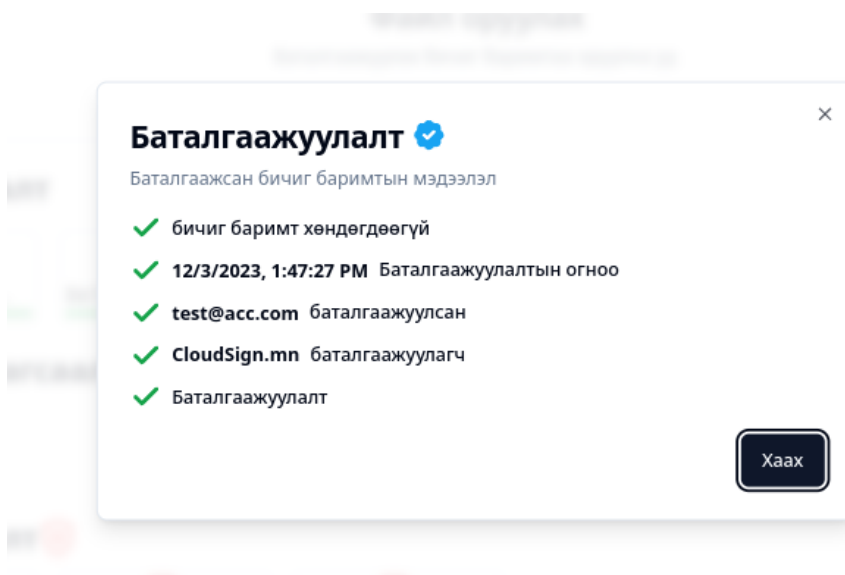 Баталгаажуулалт
Баталгаажсан бичиг баримтын мэдээлэл
бичиг баримт хөндөгдөөгүй
12/3/2023, 1:47:27 PM Баталгаажуулалтын огноо
test@acc.com баталгаажуулсан
CloudSign.mn баталгаажуулагч
Баталгаажуулалт
Хаах